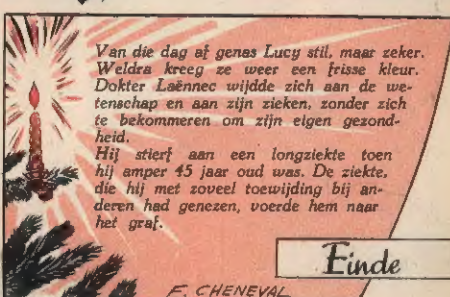 Van die dag af genas Lucy stil, maar zeker.
Weldra kreeg ze weer een frisse kleur.
Dokter Laënnec wijdde zich aan de we-
tenschap en aan zijn zieken, zonder zich
te bekommeren om zijn eigen gezond-
heid.
Hij stierf aan een longziekte toen
hij amper 45 jaar oud was. De ziekte,
die hij met zoveel toewijding bij an-
deren had genezen, voerde hem naar
het graf.
Einde
F. CHENEVAL